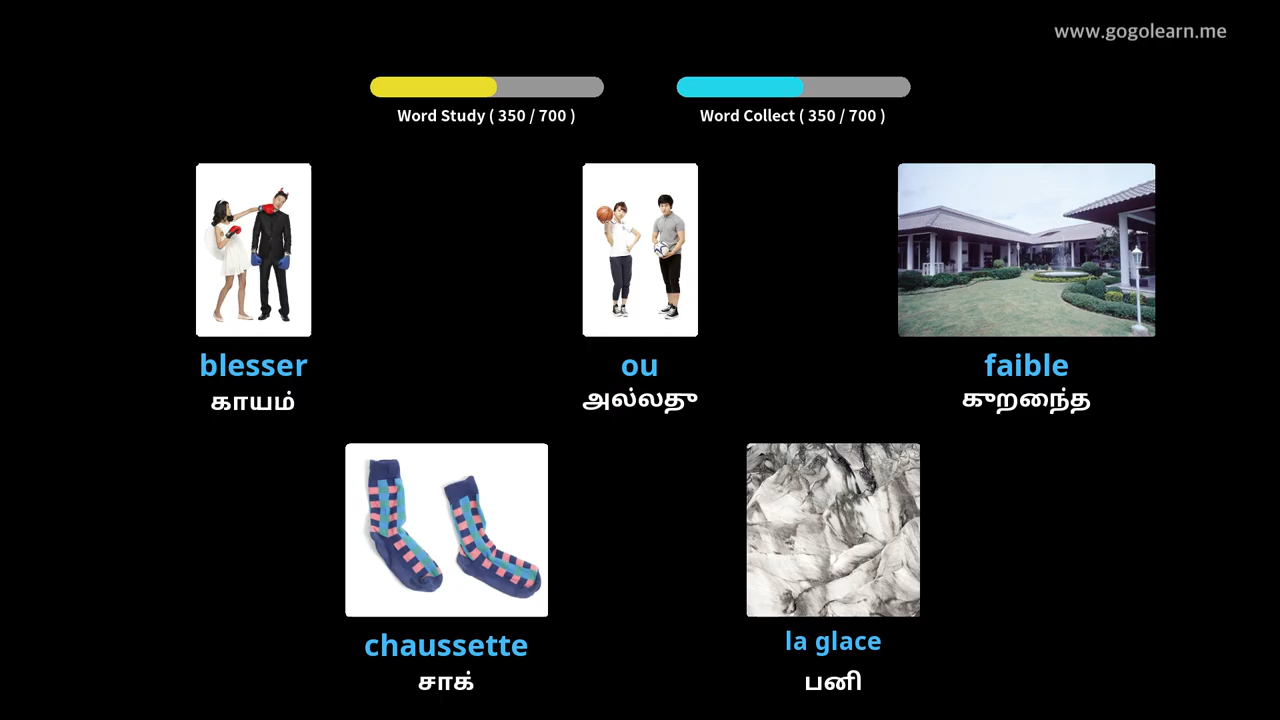 www.gogolearn.me
Word Study ( 350 / 700 )
Word Collect ( 350 / 700 )
blesser
காயம்
ou
அல்லது
faible
குறைந்த
chaussette
சாக்
la glace
பனி